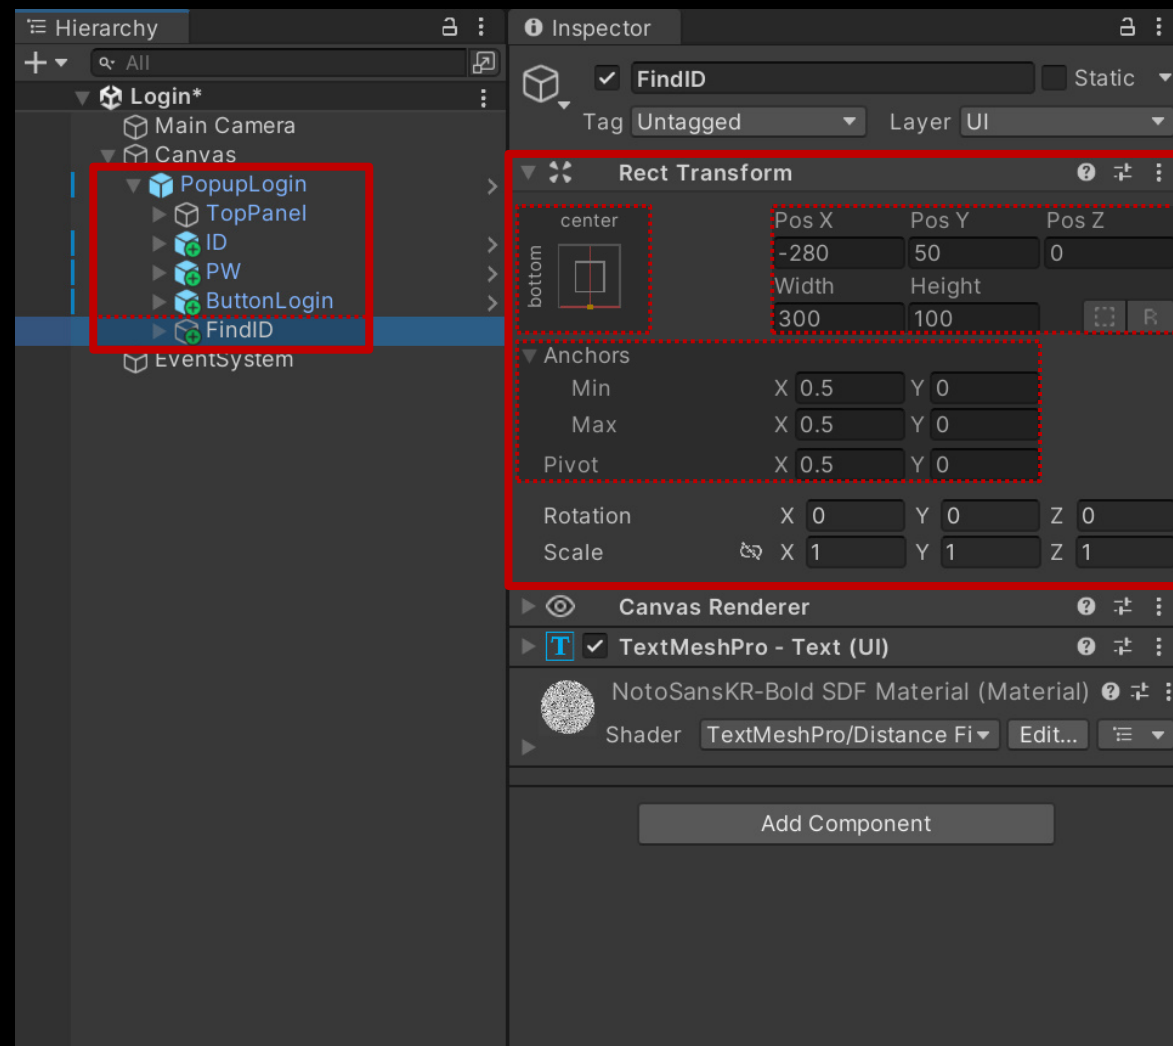 Hierarchy
All
Login*
Main Camera
Canvas
PopupLogin
TopPanel
ID
PW
ButtonLogin
FindID
EventSystem
Inspector
FindID
Static
Tag Untagged Layer UI
Rect Transform
center
bottom
Pos X Pos Y Pos Z
-280 50 0
Width Height
300 100
R
Anchors
Min X 0.5 Y 0
Max X 0.5 Y 0
Pivot X 0.5 Y 0
Rotation X 0 Y 0 Z 0
Scale X 1 Y 1 Z 1
Canvas Renderer
T TextMeshPro - Text (UI)
NotoSansKR-Bold SDF Material (Material)
Shader TextMeshPro/Distance Fi Edit...
Add Component